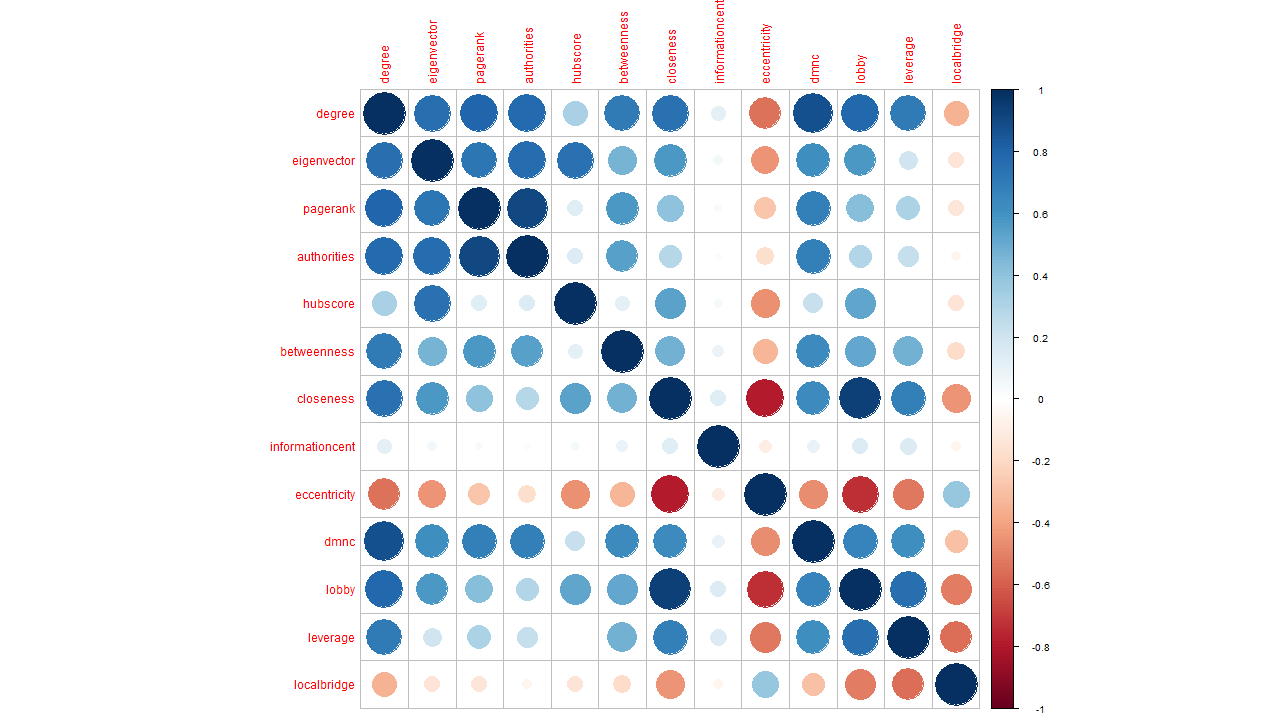 degree
eigenvector
pagerank
authorities
hubscore
betweenness
closeness
informationcent
eccentricity
dmnc
lobby
leverage
localbridge
degree
eigenvector
pagerank
authorities
hubscore
betweenness
closeness
informationcent
eccentricity
dmnc
lobby
leverage
localbridge
1
0.8
0.6
0.4
0.2
0
-0.2
-0.4
-0.6
-0.8
-1